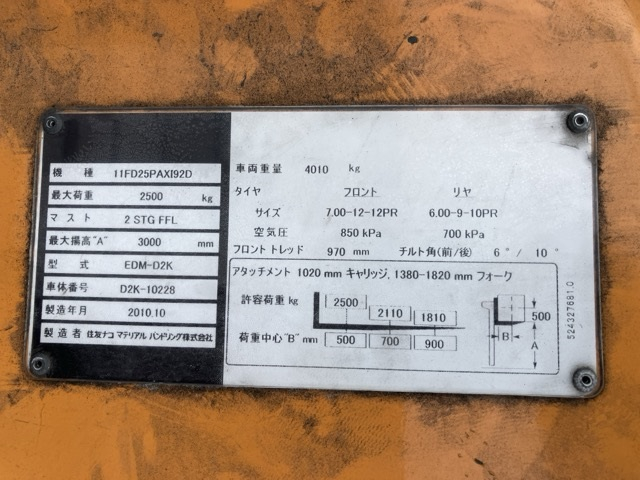 機 種 11FD25PAXI92D
最大荷重 2500 kg
マスト 2 STG FFL
最大揚高"A" 3000 mm
型 式 EDM-D2K
車体番号 D2K-10228
製造年月 2010.10
製造者 住友ナコ マテリアル ハンドリング株式会社
車両重量 4010 kg
タイヤ フロント リヤ
サイズ 7.00-12-12PR 6.00-9-10PR
空気圧 850 kPa 700 kPa
フロントトレッド 970 mm チルト角(前/後) 6°/ 10°
アタッチメント 1020 mm キャリッジ, 1380-1820 mm フォーク
許容荷重 kg 2500 2110 1810
荷重中心"B" mm 500 700 900
500
B
A
524327681.0